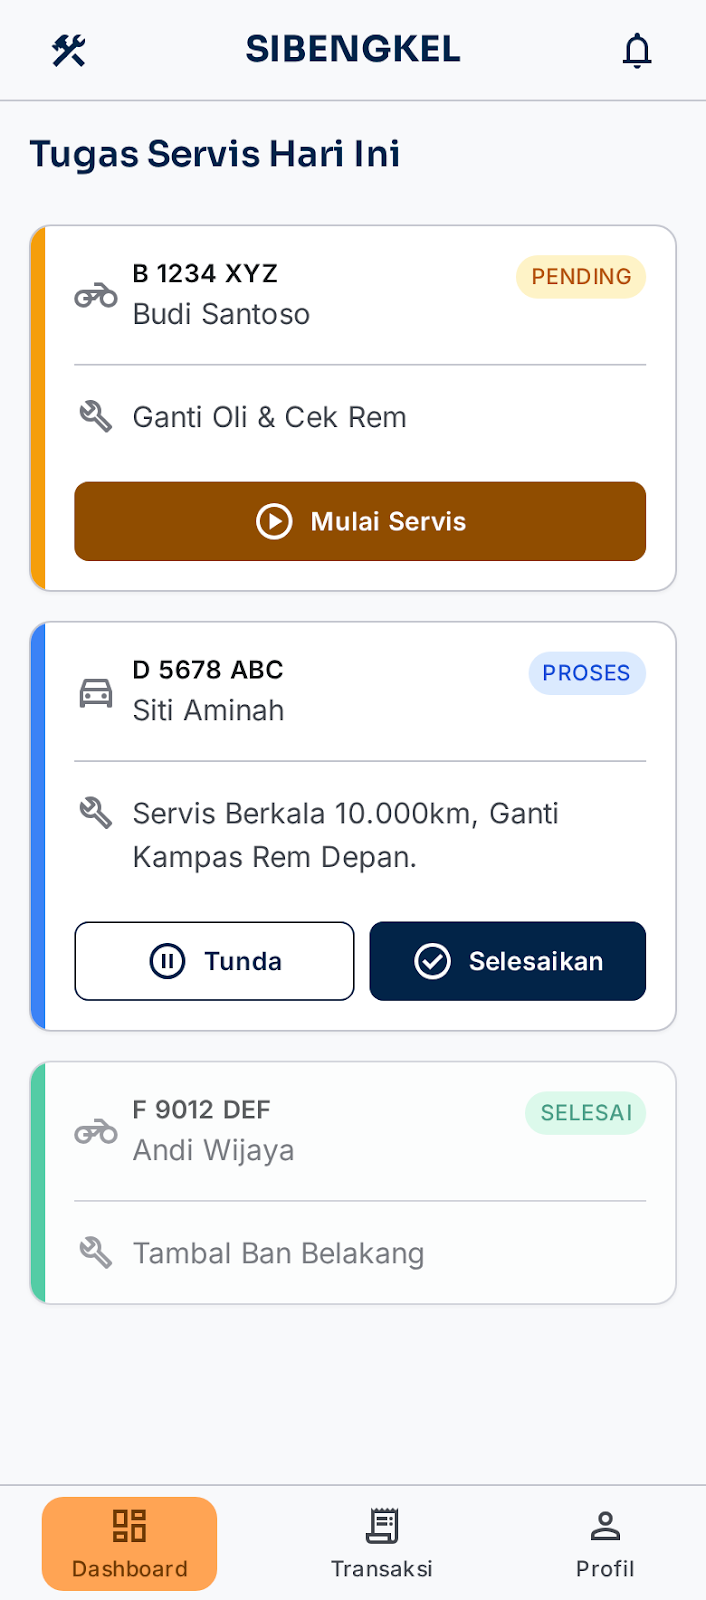 SIBENGKEL
Tugas Servis Hari Ini
B 1234 XYZ
PENDING
Budi Santoso
Ganti Oli & Cek Rem
Mulai Servis
D 5678 ABC
PROSES
Siti Aminah
Servis Berkala 10.000km, Ganti
Kampas Rem Depan.
Tunda
Selesaikan
F 9012 DEF
SELESAI
Andi Wijaya
Tambal Ban Belakang
Dashboard
Transaksi
Profil